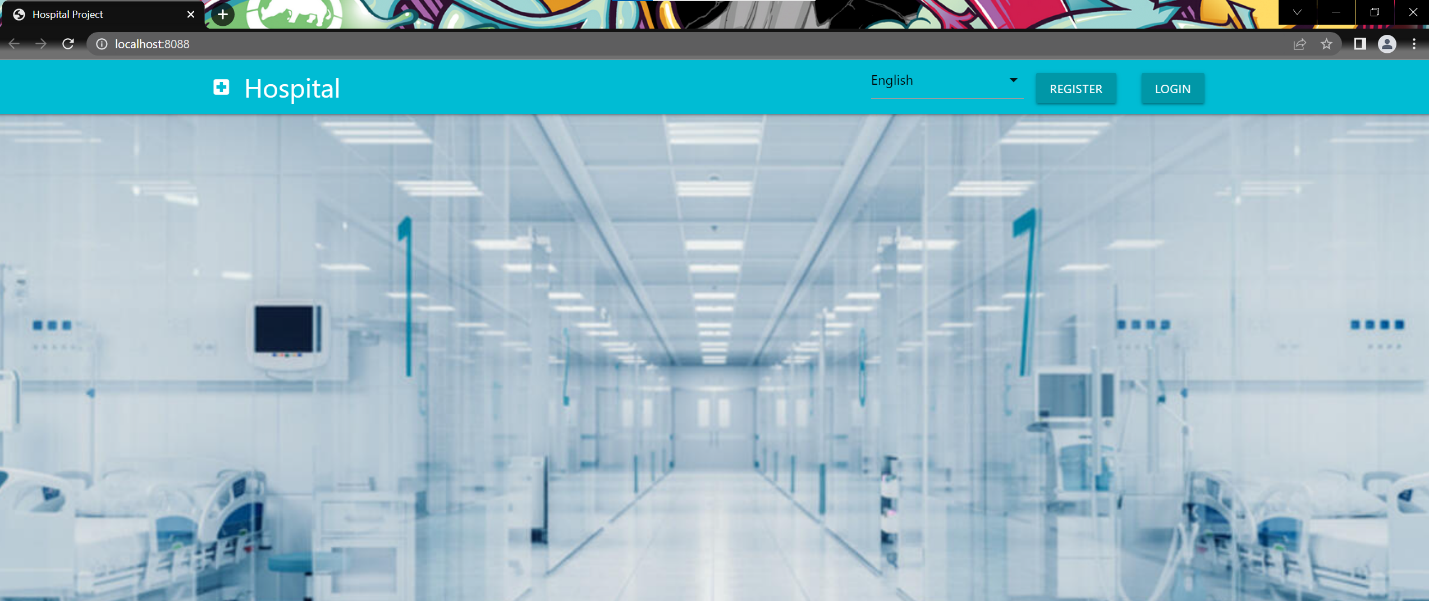 Hospital Project
localhost:8088
Hospital
English
REGISTER
LOGIN